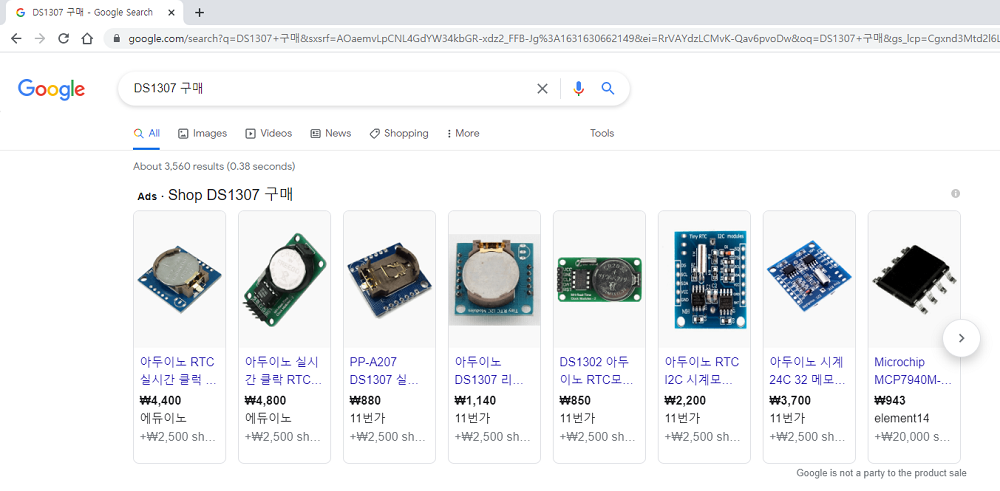 DS1307 구매 - Google Search
google.com/search?q=DS1307+구매&sxsrf=AOaemvLpCNL4GdYW34kbGR-xdz2_FFB-Jg%3A1631630662149&ei=RrVAYdzLCMvK-Qav6pvoDw&oq=DS1307+구매&gs_lcp=Cgxnd3Mtd2l6L
Google
DS1307 구매
All Images Videos News Shopping More Tools
About 3,560 results (0.38 seconds)
Ads · Shop DS1307 구매
Tiny RTC I2C modules
Tiny RTC I2C Modules
아두이노 RTC
실시간 클럭 ...
₩4,400
에듀이노
+₩2,500 sh...
아두이노 실시
간 클락 RTC...
₩4,800
에듀이노
+₩2,500 sh...
PP-A207
DS1307 실...
₩880
11번가
+₩2,500 sh...
아두이노
DS1307 리...
₩1,140
11번가
+₩2,500 sh...
DS1302 아두
이노 RTC모...
₩850
11번가
+₩2,500 sh...
아두이노 RTC
I2C 시계모...
₩2,200
11번가
+₩2,500 sh...
아두이노 시계
24C 32 메모...
₩3,700
11번가
+₩2,500 sh...
Microchip
MCP7940M-...
₩943
element14
+₩20,000 s...
Google is not a party to the product sale